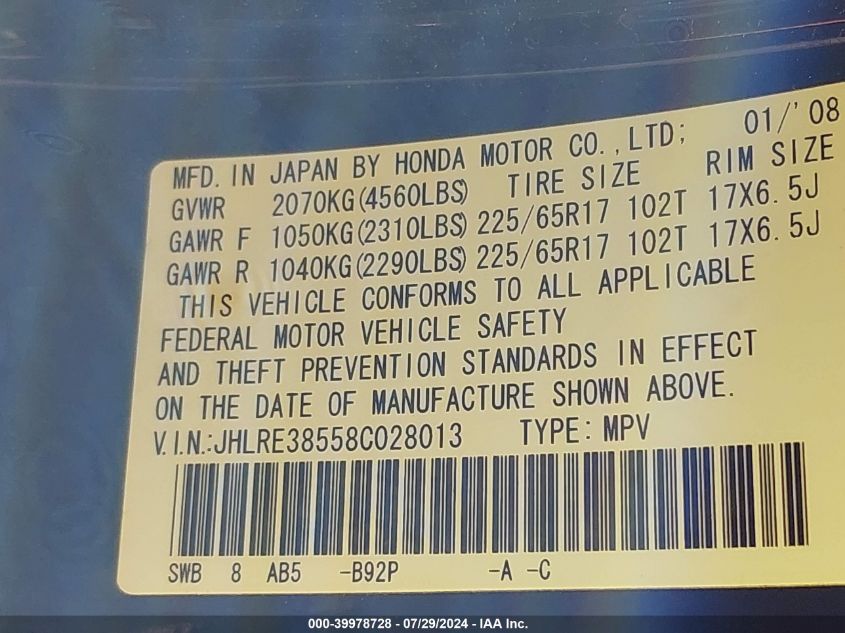 MFD. IN JAPAN BY HONDA MOTOR CO.,LTD; 01/'08
GVWR 2070KG(4560LBS) TIRE SIZE RIM SIZE
GAWR F 1050KG(2310LBS) 225/65R17 102T 17X6.5J
GAWR R 1040KG(2290LBS) 225/65R17 102T 17X6.5J
THIS VEHICLE CONFORMS TO ALL APPLICABLE
FEDERAL MOTOR VEHICLE SAFETY
AND THEFT PREVENTION STANDARDS IN EFFECT
ON THE DATE OF MANUFACTURE SHOWN ABOVE.
V.I.N.:JHLRE38558C028013 TYPE: MPV
SWB 8 AB5 -B92P -A -C
000-39978728 - 07/29/2024 - IAA Inc.